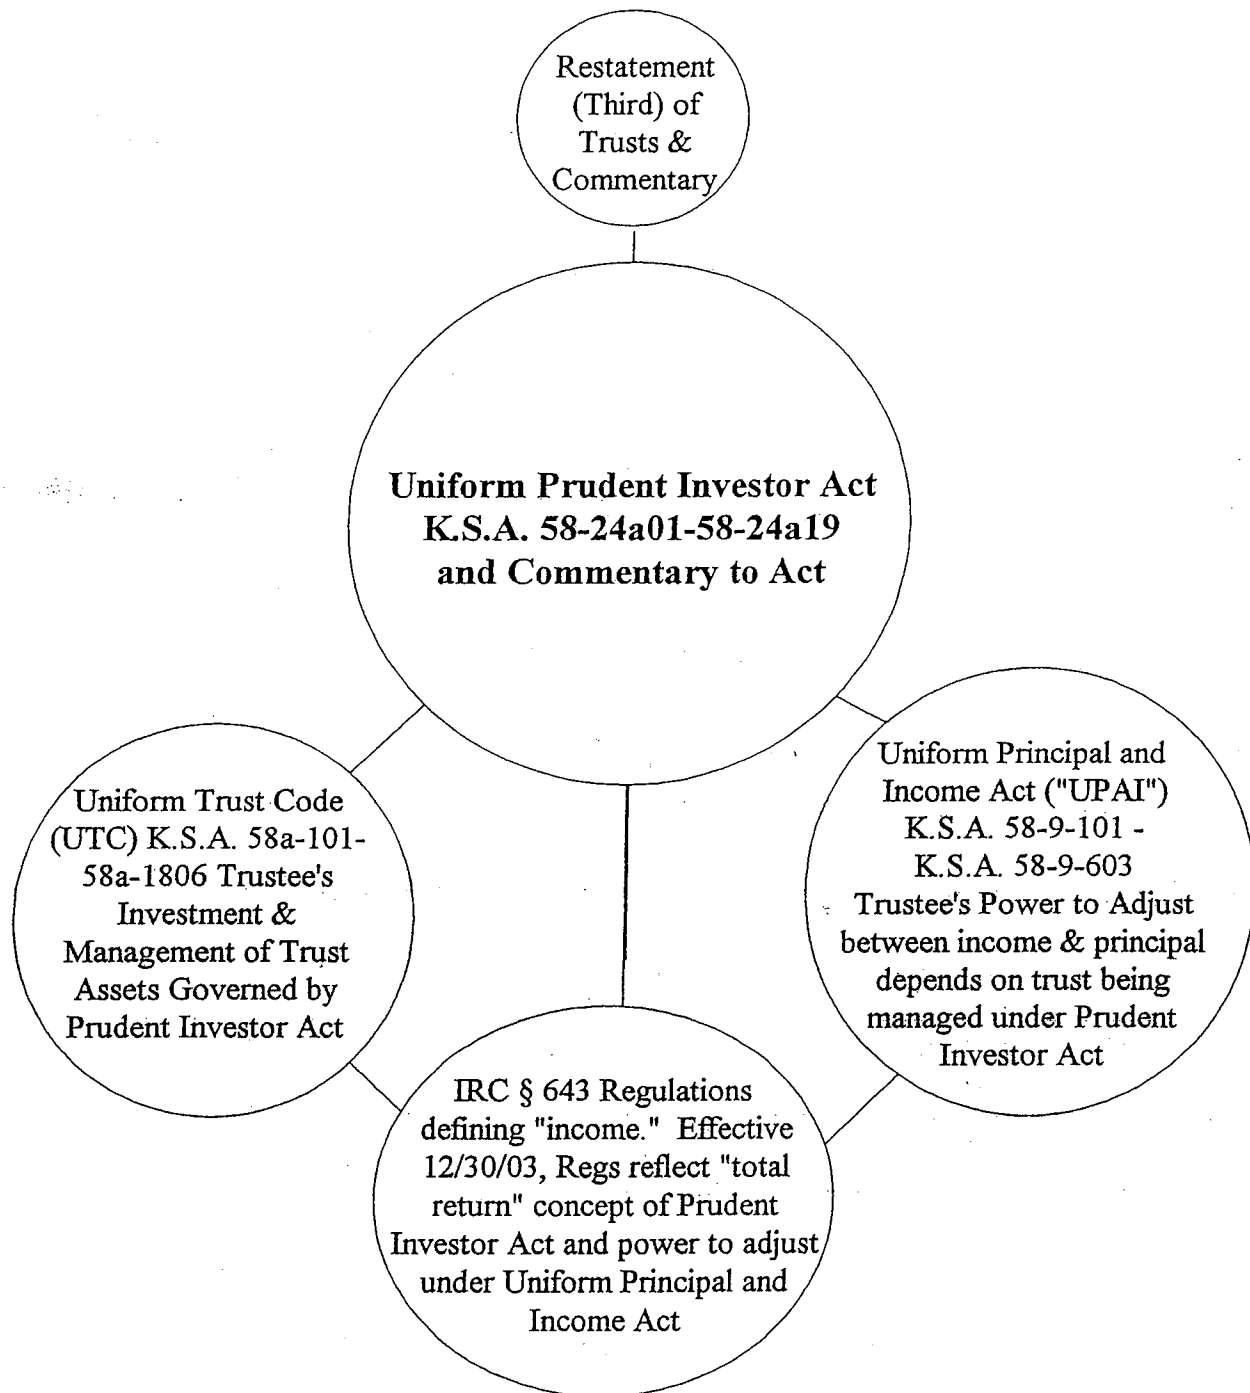 Restatement
(Third) of
Trusts &
Commentary
Uniform Prudent Investor Act
K.S.A. 58-24a01-58-24a19
and Commentary to Act
Uniform Trust Code
(UTC) K.S.A. 58a-101-
58a-1806 Trustee's
Investment &
Management of Trust
Assets Governed by
Prudent Investor Act
Uniform Principal and
Income Act ("UPAI")
K.S.A. 58-9-101 -
K.S.A. 58-9-603
Trustee's Power to Adjust
between income & principal
depends on trust being
managed under Prudent
Investor Act
IRC § 643 Regulations
defining "income."  Effective
12/30/03, Regs reflect "total
return" concept of Prudent
Investor Act and power to adjust
under Uniform Principal and
Income Act